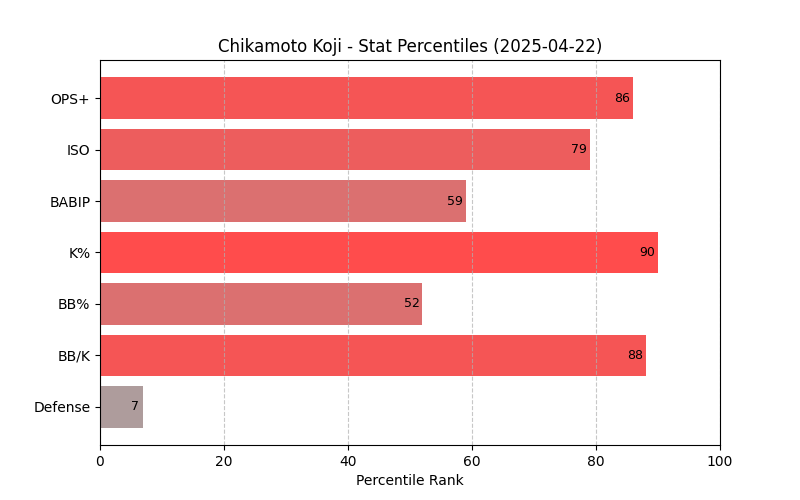 Chikamoto Koji - Stat Percentiles (2025-04-22)
OPS+ 86
ISO 79
BABIP 59
K% 90
BB% 52
BB/K 88
Defense 7
0 20 40 60 80 100
Percentile Rank